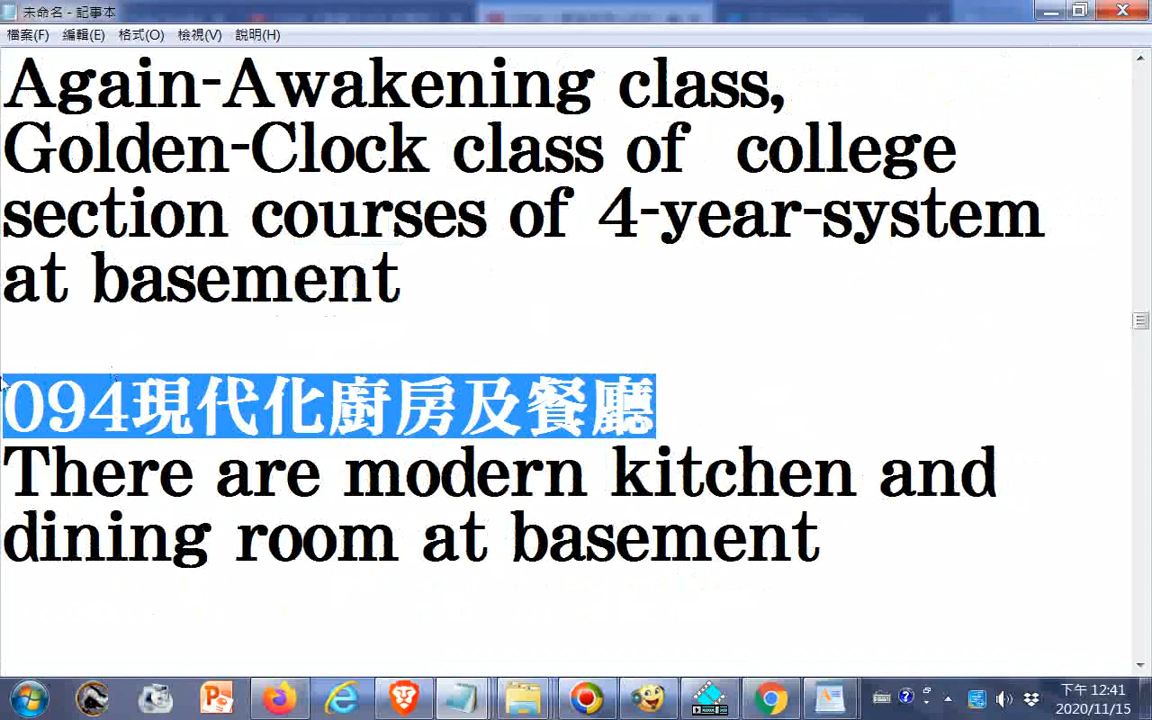 未命名 - 記事本
檔案(F) 編輯(E) 格式(O) 檢視(V) 說明(H)
Again-Awakening class,
Golden-Clock class of college
section courses of 4-year-system
at basement
094現代化廚房及餐廳
There are modern kitchen and
dining room at basement
下午 12:41
2020/11/15